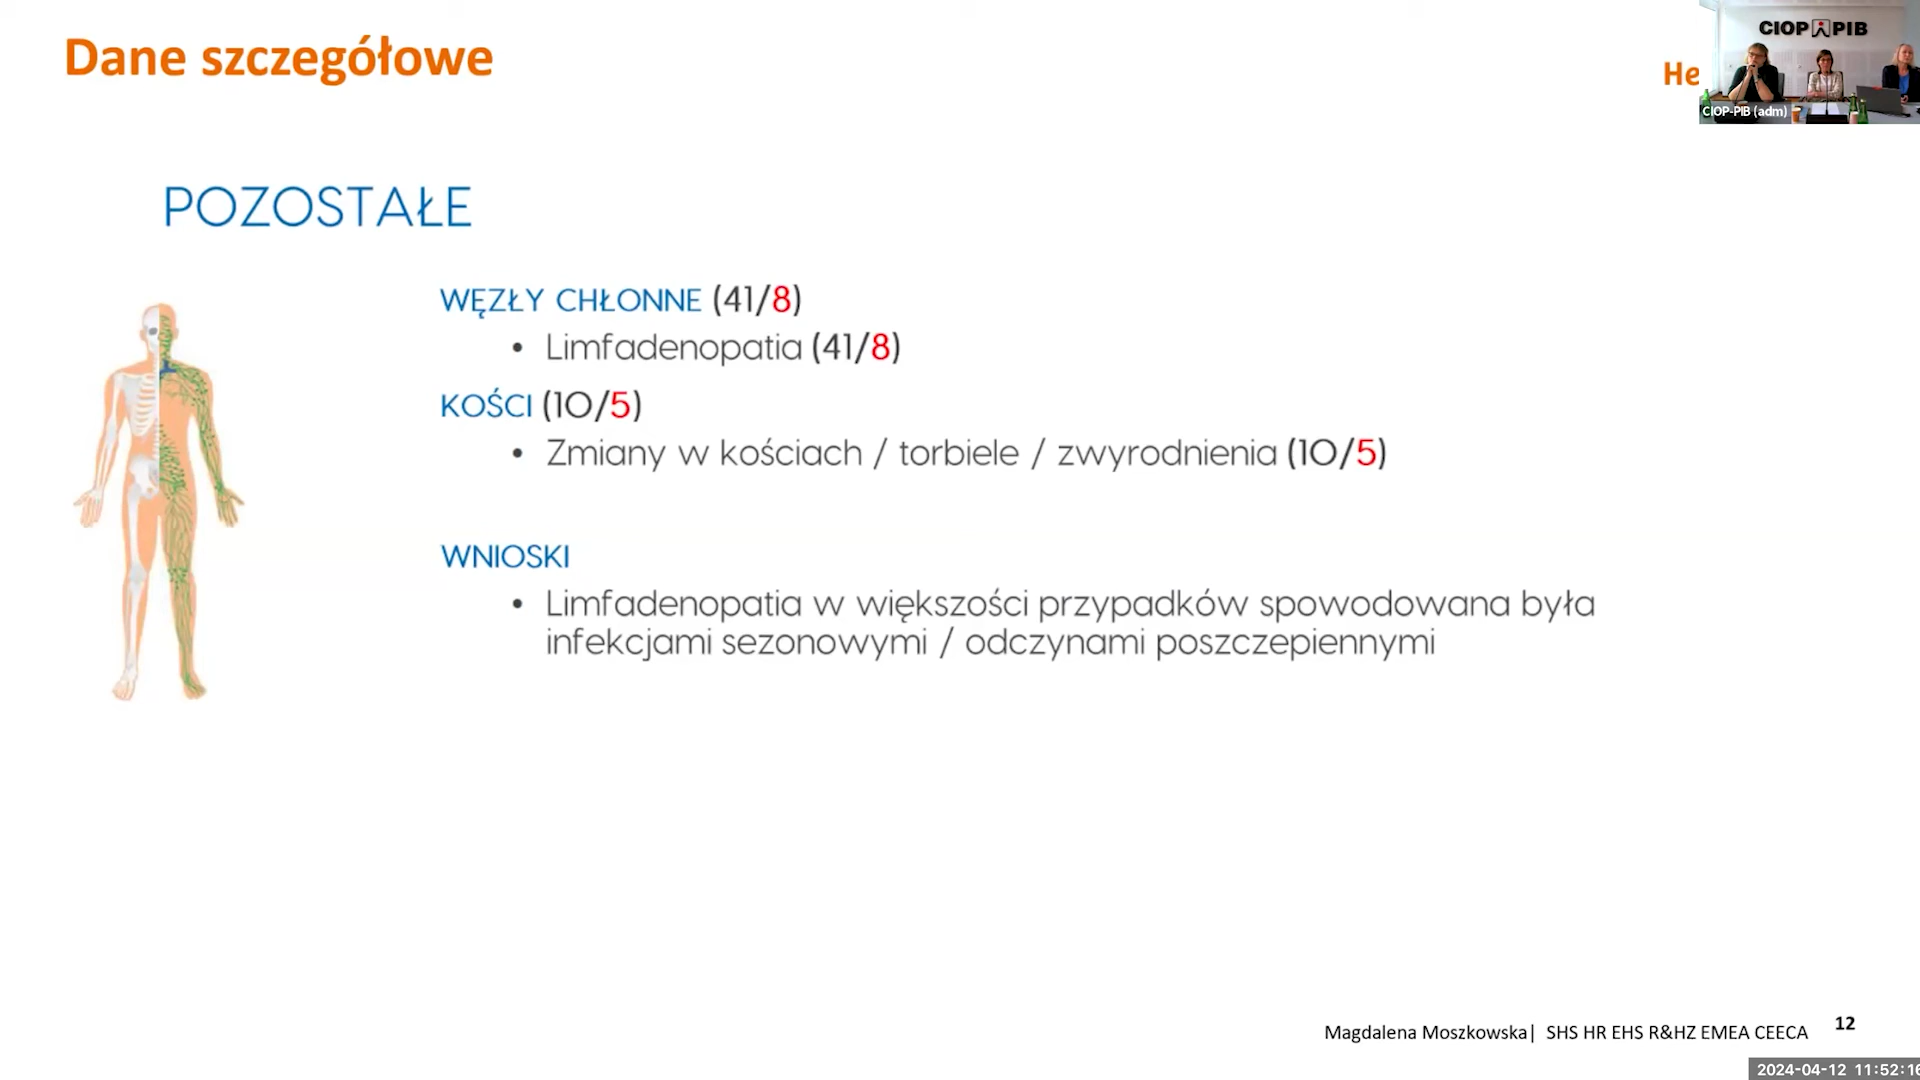 Dane szczegółowe
He
CIOP PIB
CIOP-PIB (adm)
POZOSTAŁE
WĘZŁY CHŁONNE (41/8)
• Limfadenopatia (41/8)
KOŚCI (10/5)
• Zmiany w kościach / torbiele / zwyrodnienia (10/5)
WNIOSKI
• Limfadenopatia w większości przypadków spowodowana była
infekcjami sezonowymi / odczynami poszczepiennymi
Magdalena Moszkowska| SHS HR EHS R&HZ EMEA CEECA
12
2024-04-12 11:52:16